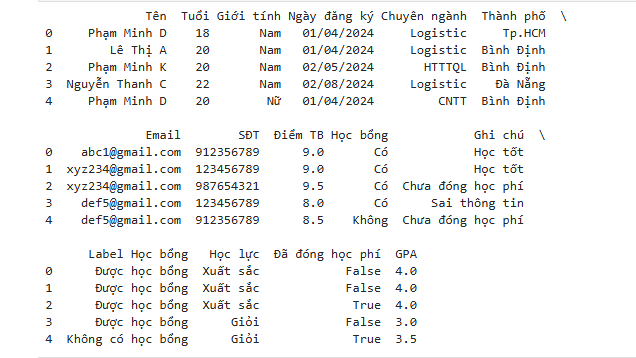 Tên Tuổi Giới tính Ngày đăng ký Chuyên ngành Thành phố \
0 Phạm Minh D 18 Nam 01/04/2024 Logistic Tp.HCM
1 Lê Thị A 20 Nam 01/04/2024 Logistic Bình Định
2 Phạm Minh K 20 Nam 02/05/2024 HTTTQL Bình Định
3 Nguyễn Thanh C 22 Nam 02/08/2024 Logistic Đà Nẵng
4 Phạm Minh D 20 Nữ 01/04/2024 CNTT Bình Định
Email SĐT Điểm TB Học bổng Ghi chú \
0 abc1@gmail.com 912356789 9.0 Có Học tốt
1 xyz234@gmail.com 123456789 9.0 Có Học tốt
2 xyz234@gmail.com 987654321 9.5 Có Chưa đóng học phí
3 def5@gmail.com 123456789 8.0 Có Sai thông tin
4 def5@gmail.com 912356789 8.5 Không Chưa đóng học phí
Label Học bổng Học lực Đã đóng học phí GPA
0 Được học bổng Xuất sắc False 4.0
1 Được học bổng Xuất sắc False 4.0
2 Được học bổng Xuất sắc True 4.0
3 Được học bổng Giỏi False 3.0
4 Không có học bổng Giỏi True 3.5